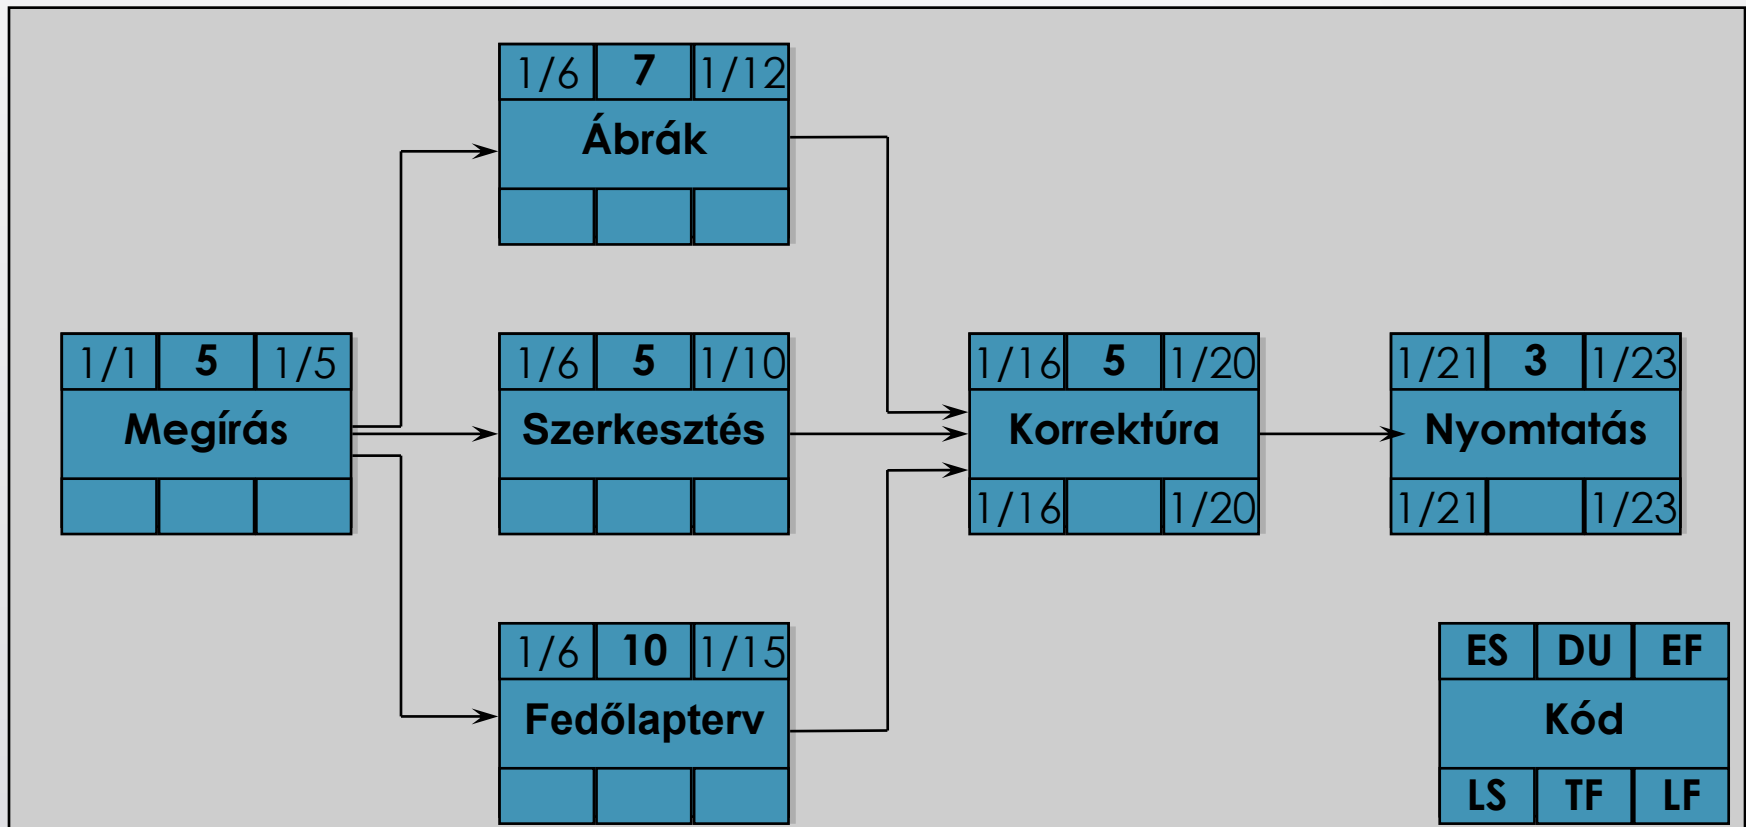 1/6 7 1/12
Ábrák
1/1 5 1/5
Megírás
1/6 5 1/10
Szerkesztés
1/16 5 1/20
Korrektúra
1/16 1/20
1/21 3 1/23
Nyomtatás
1/21 1/23
1/6 10 1/15
Fedőlapterv
ES DU EF
Kód
LS TF LF